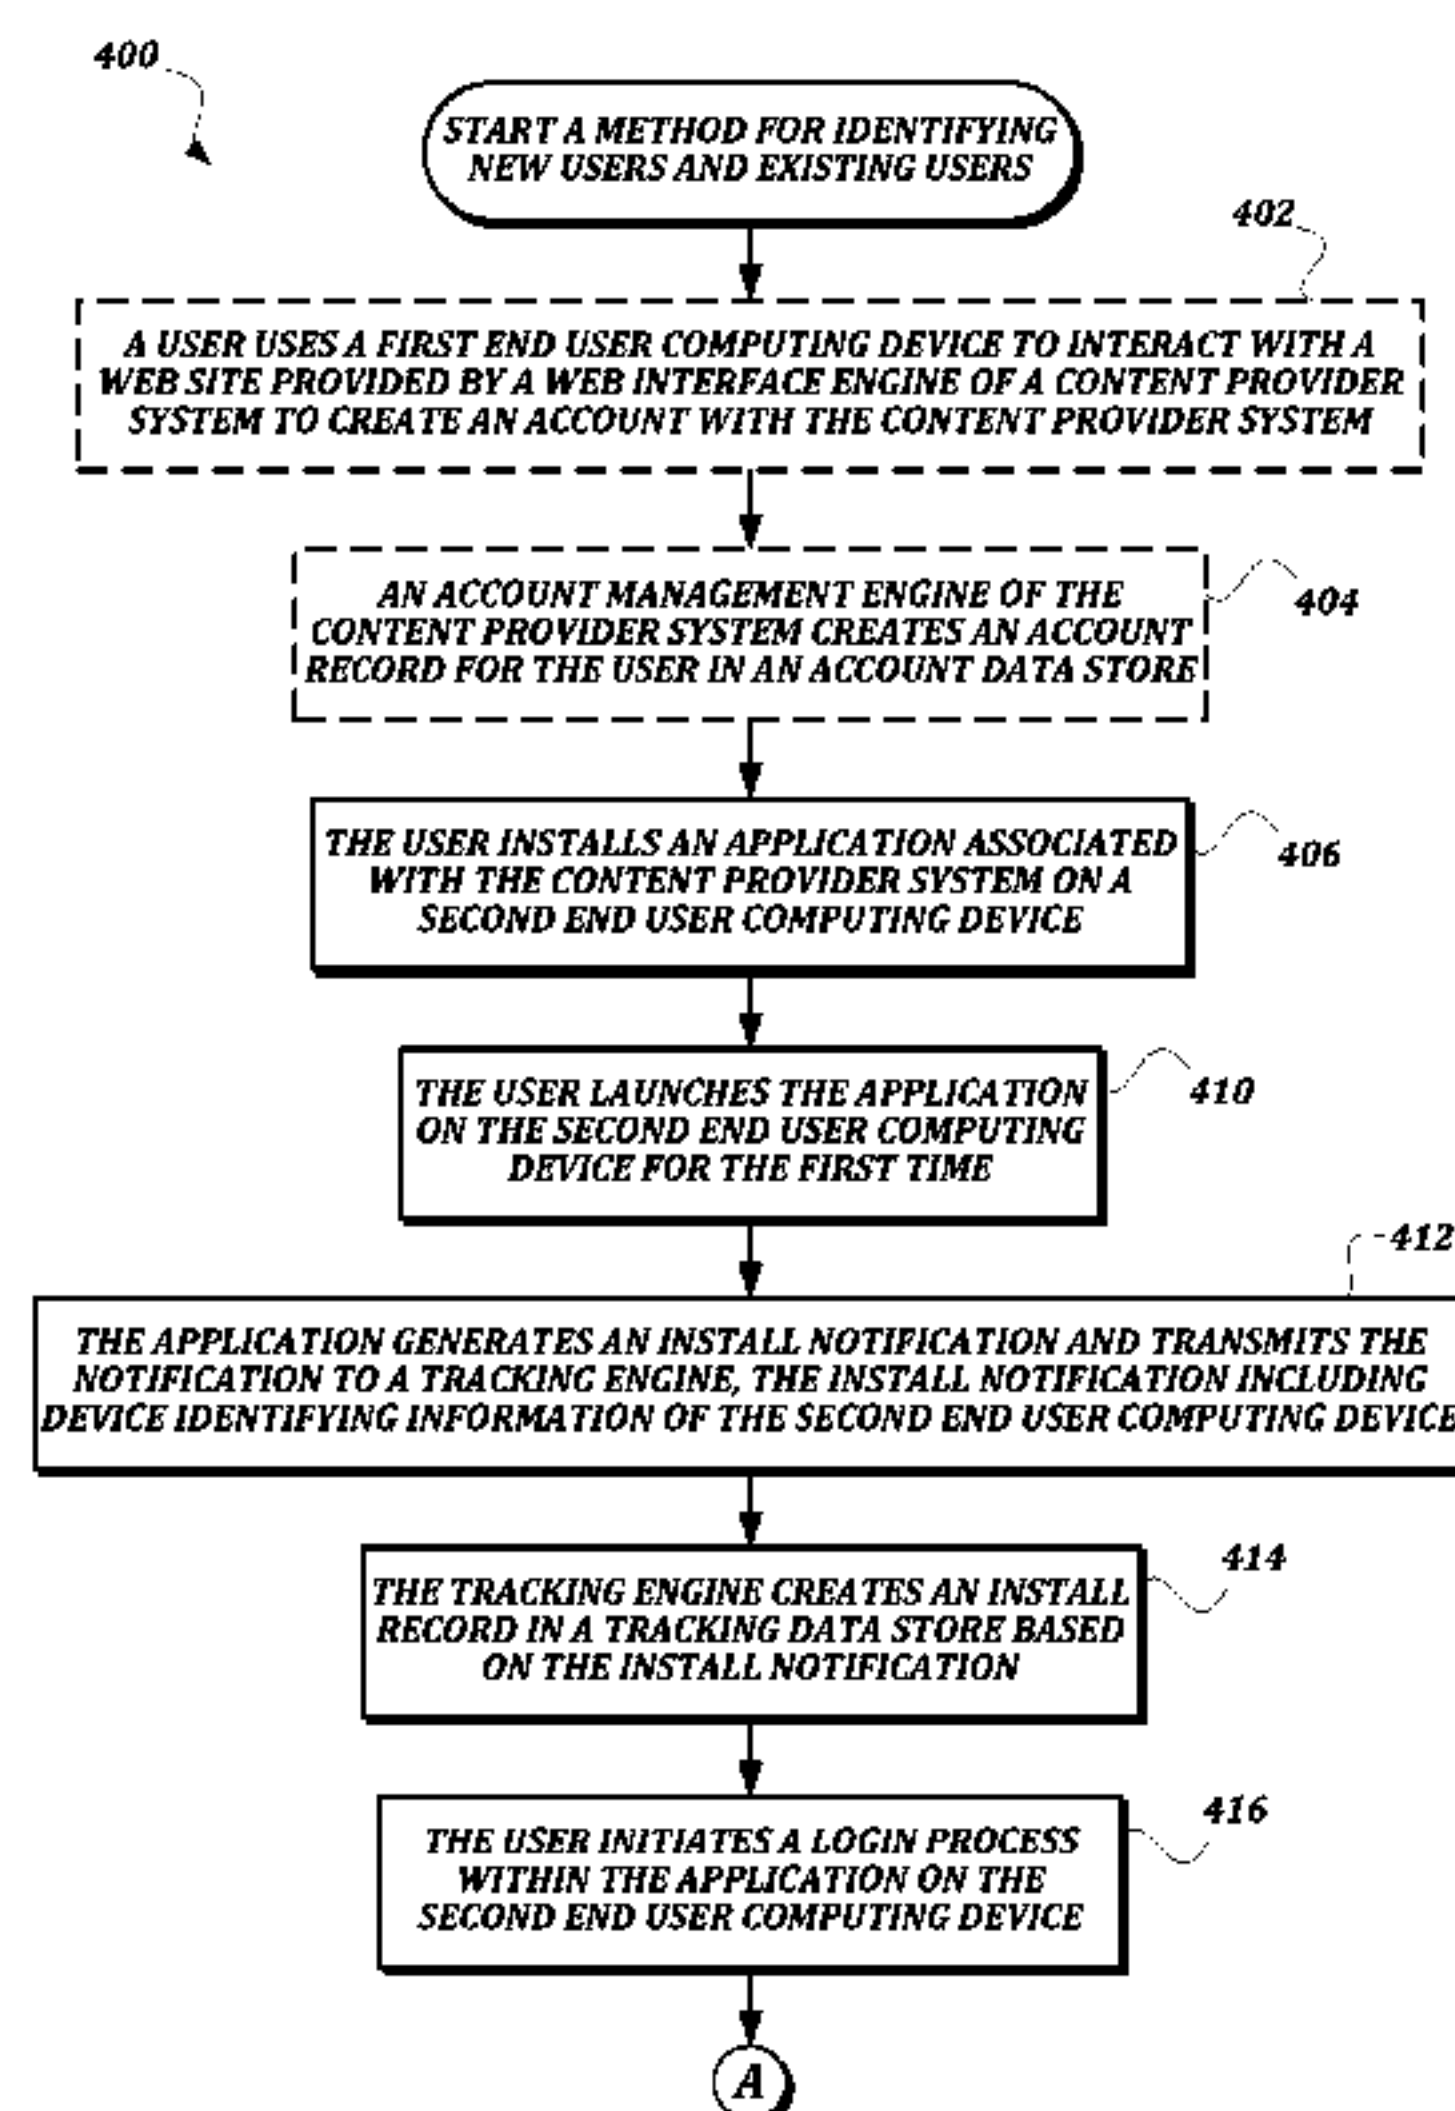 400
START A METHOD FOR IDENTIFYING
NEW USERS AND EXISTING USERS
402
A USER USES A FIRST END USER COMPUTING DEVICE TO INTERACT WITH A
WEB SITE PROVIDED BY A WEB INTERFACE ENGINE OF A CONTENT PROVIDER
SYSTEM TO CREATE AN ACCOUNT WITH THE CONTENT PROVIDER SYSTEM
AN ACCOUNT MANAGEMENT ENGINE OF THE
CONTENT PROVIDER SYSTEM CREATES AN ACCOUNT
RECORD FOR THE USER IN AN ACCOUNT DATA STORE
404
THE USER INSTALLS AN APPLICATION ASSOCIATED
WITH THE CONTENT PROVIDER SYSTEM ON A
SECOND END USER COMPUTING DEVICE
406
THE USER LAUNCHES THE APPLICATION
ON THE SECOND END USER COMPUTING
DEVICE FOR THE FIRST TIME
410
412
THE APPLICATION GENERATES AN INSTALL NOTIFICATION AND TRANSMITS THE
NOTIFICATION TO A TRACKING ENGINE, THE INSTALL NOTIFICATION INCLUDING
DEVICE IDENTIFYING INFORMATION OF THE SECOND END USER COMPUTING DEVICE
414
THE TRACKING ENGINE CREATES AN INSTALL
RECORD IN A TRACKING DATA STORE BASED
ON THE INSTALL NOTIFICATION
416
THE USER INITIATES A LOGIN PROCESS
WITHIN THE APPLICATION ON THE
SECOND END USER COMPUTING DEVICE
A